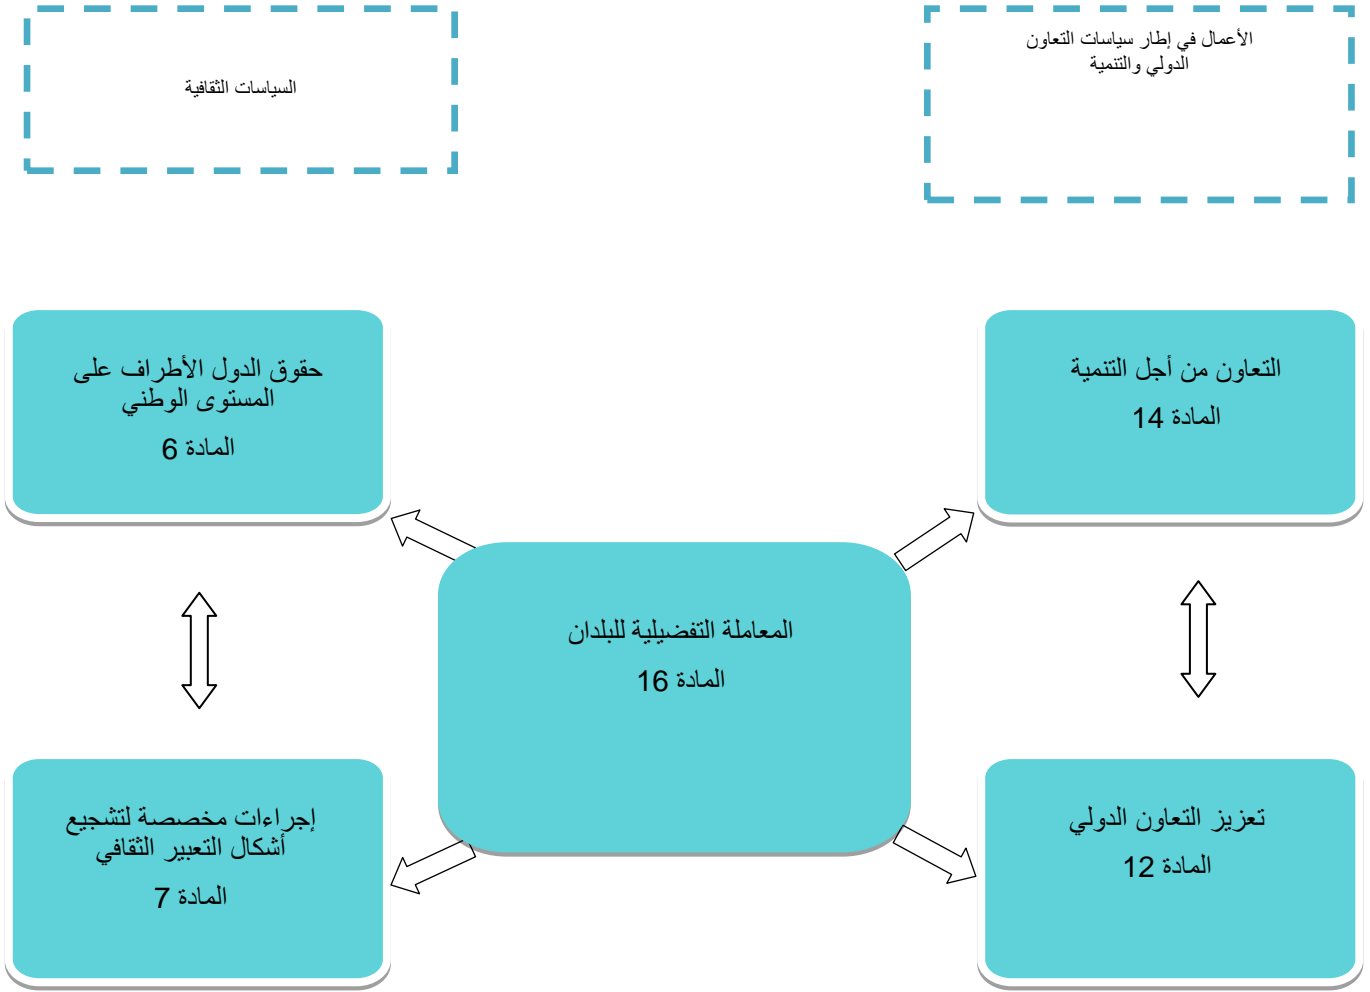 الأعمال في إطار سياسات التعاون
الدولي والتنمية
السياسات الثقافية
التعاون من أجل التنمية
المادة 14
حقوق الدول الأطراف على
المستوى الوطني
المادة 6
المعاملة التفضيلية للبلدان
المادة 16
تعزيز التعاون الدولي
المادة 12
إجراءات مخصصة لتشجيع
أشكال التعبير الثقافي
المادة 7